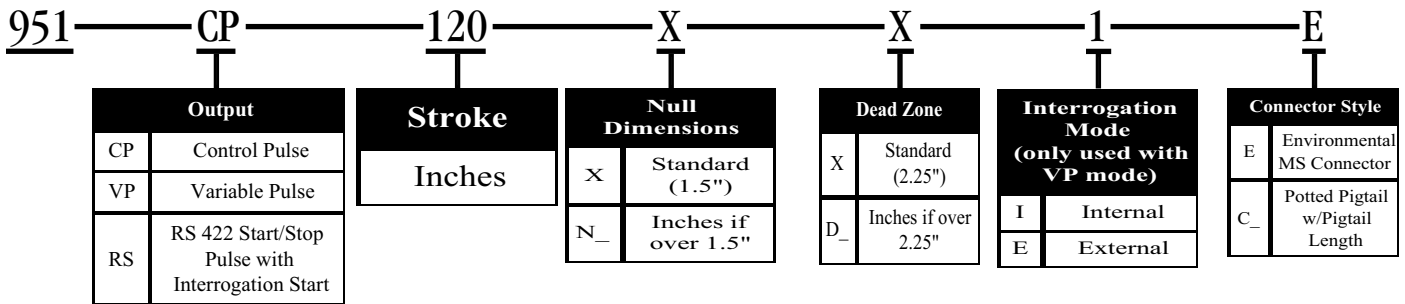 951 CP 120 X X 1 E
Output
CP Control Pulse
VP Variable Pulse
RS RS 422 Start/Stop
Pulse with
Interrogation Start
Stroke
Inches
Null
Dimensions
X Standard
(1.5")
N_ Inches if
over 1.5"
Dead Zone
X Standard
(2.25")
D_ Inches if over
2.25"
Interrogation
Mode
(only used with
VP mode)
I Internal
E External
Connector Style
E Environmental
MS Connector
C_ Potted Pigtail
w/Pigtail
Length